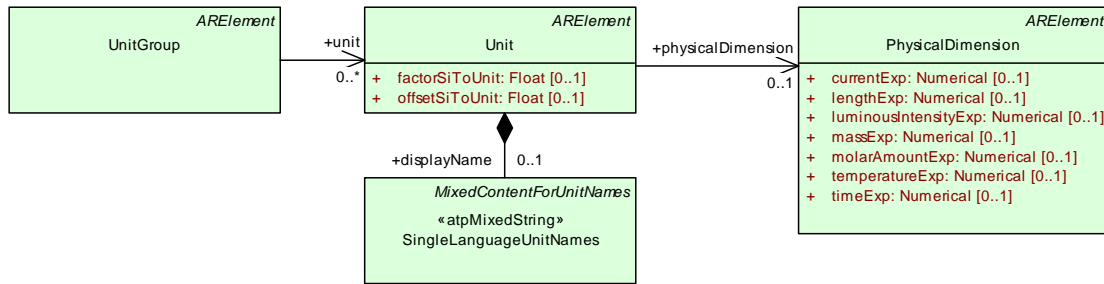 ARElement
UnitGroup
+unit
0..*
ARElement
Unit
+ factorSiToUnit: Float [0..1]
+ offsetSiToUnit: Float [0..1]
+physicalDimension
0..1
ARElement
PhysicalDimension
+ currentExp: Numerical [0..1]
+ lengthExp: Numerical [0..1]
+ luminousIntensityExp: Numerical [0..1]
+ massExp: Numerical [0..1]
+ molarAmountExp: Numerical [0..1]
+ temperatureExp: Numerical [0..1]
+ timeExp: Numerical [0..1]
+displayName
0..1
MixedContentForUnitNames
«atpMixedString»
SingleLanguageUnitNames